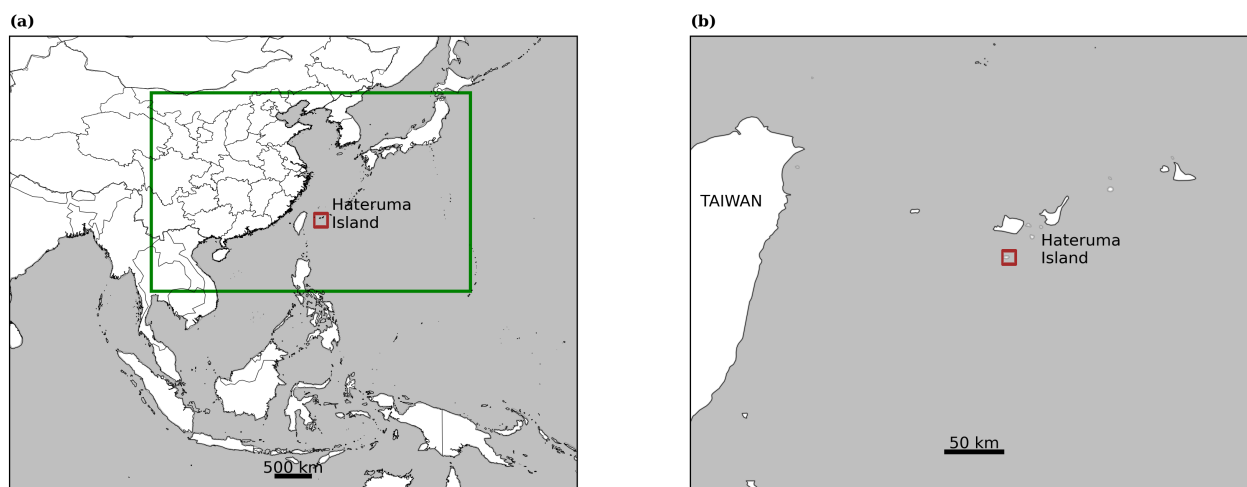 (a)
Hateruma
Island
500 km
(b)
TAIWAN
Hateruma
Island
50 km